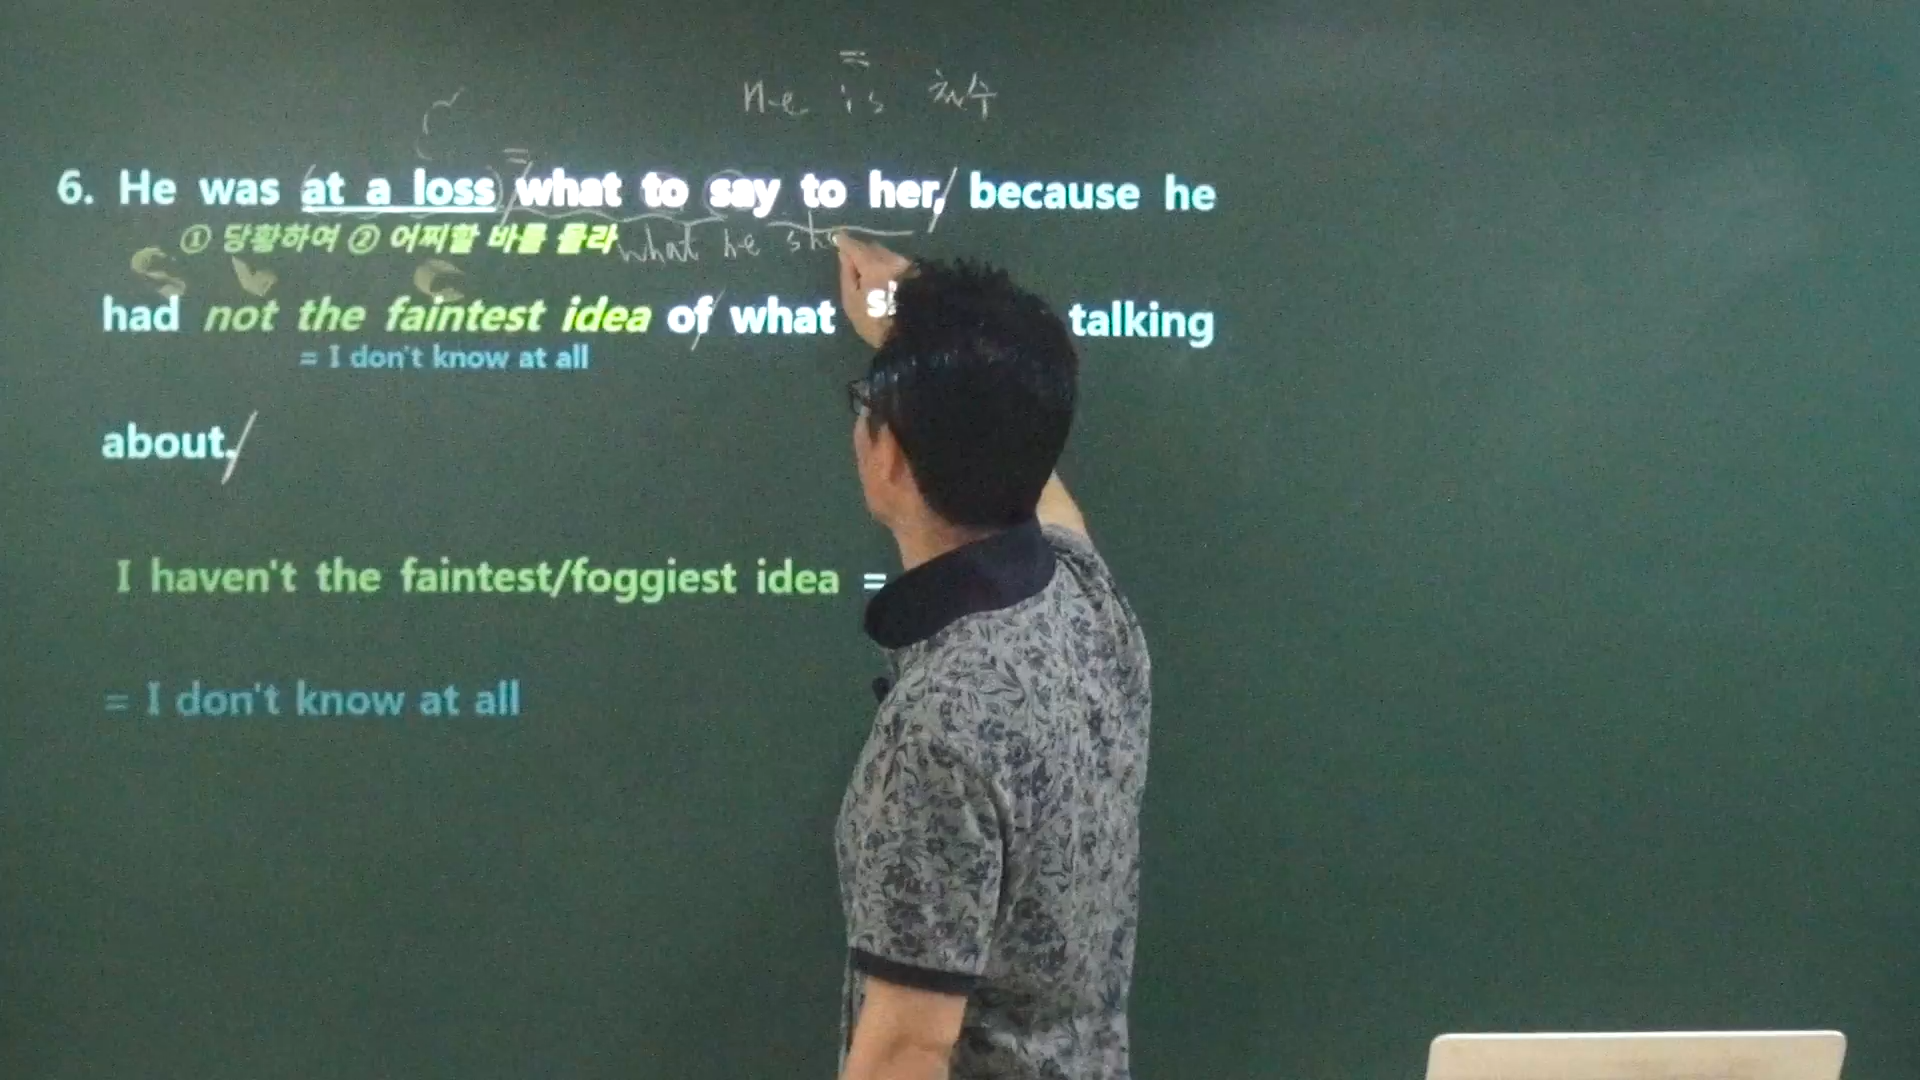 He is 철수
6. He was at a loss what to say to her, because he
① 당황하여 ② 어찌할 바를 몰라 what he sho
had not the faintest idea of what talking
= I don't know at all
about.
I haven't the faintest/foggiest idea =
= I don't know at all